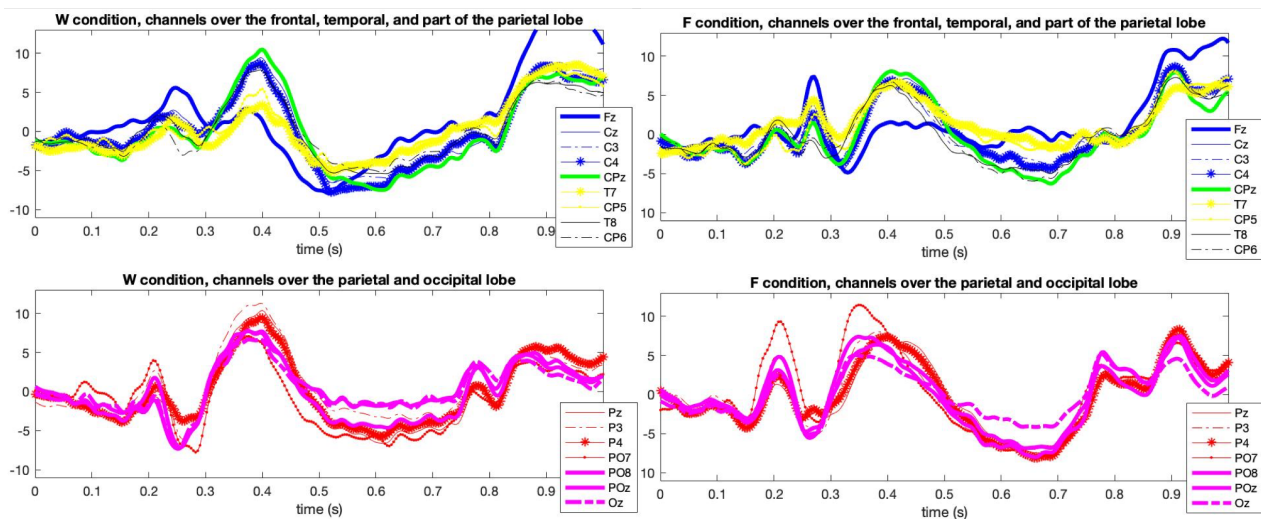 W condition, channels over the frontal, temporal, and part of the parietal lobe
10
5
0
-5
-10
0 0.1 0.2 0.3 0.4 0.5 0.6 0.7 0.8 0.9
time (s)
Fz
Cz
C3
C4
CPz
T7
CP5
T8
CP6
F condition, channels over the frontal, temporal, and part of the parietal lobe
10
5
0
5
10
0 0.1 0.2 0.3 0.4 0.5 0.6 0.7 0.8 0.9
time (s)
Fz
Cz
C3
C4
CPz
T7
CP5
T8
CP6
W condition, channels over the parietal and occipital lobe
10
5
0
-5
-10
0 0.1 0.2 0.3 0.4 0.5 0.6 0.7 0.8 0.9
time (s)
Pz
P3
P4
PO7
PO8
POz
Oz
F condition, channels over the parietal and occipital lobe
10
5
0
5
10
0 0.1 0.2 0.3 0.4 0.5 0.6 0.7 0.8 0.9
time (s)
Pz
P3
P4
PO7
PO8
POz
Oz